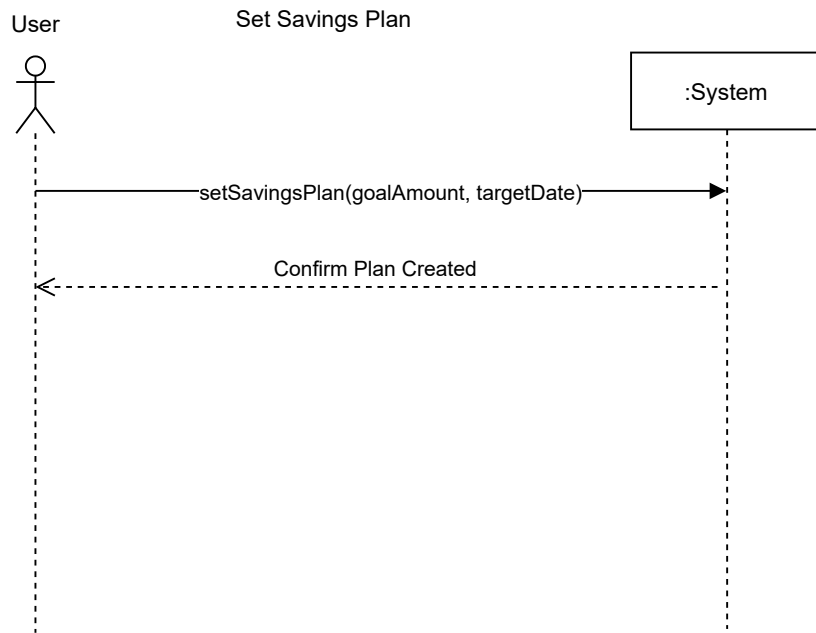 User
Set Savings Plan
:System
setSavingsPlan(goalAmount, targetDate)
Confirm Plan Created